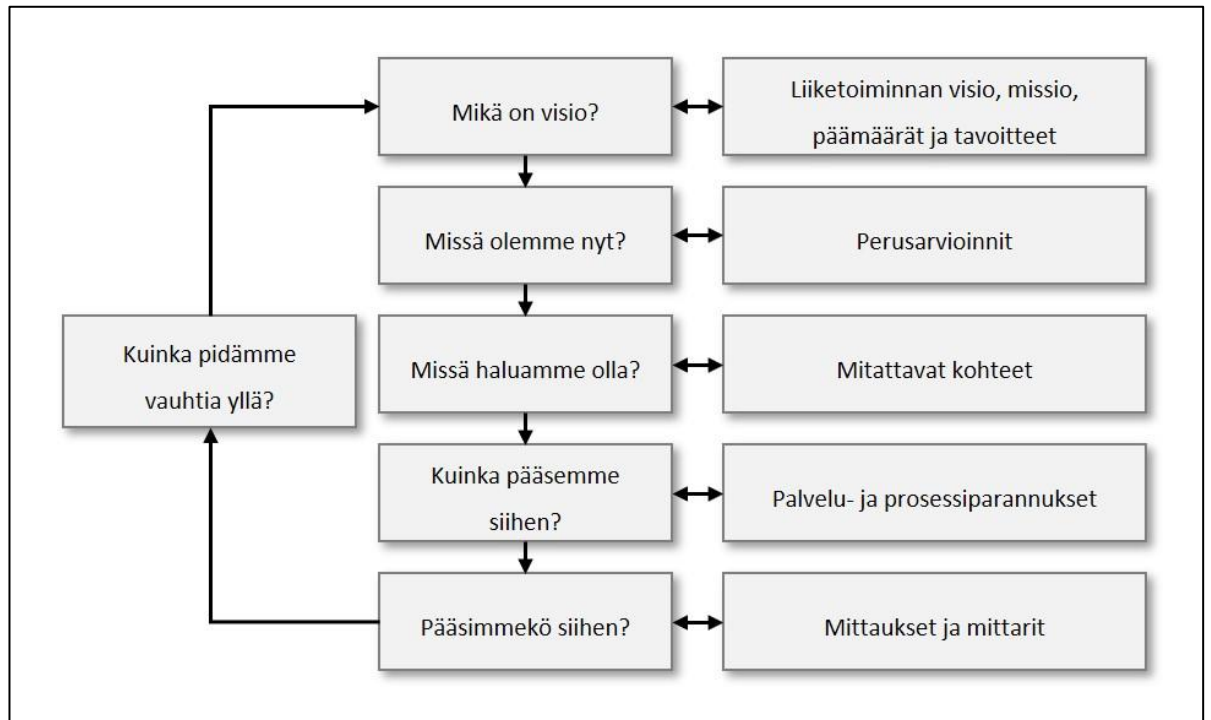 Mikä on visio?
Liiketoiminnan visio, missio,
päämäärät ja tavoitteet
Missä olemme nyt?
Perusarvioinnit
Kuinka pidämme
vauhtia yllä?
Missä haluamme olla?
Mitattavat kohteet
Kuinka pääsemme
siihen?
Palvelu- ja prosessiparannukset
Pääsimmekö siihen?
Mittaukset ja mittarit